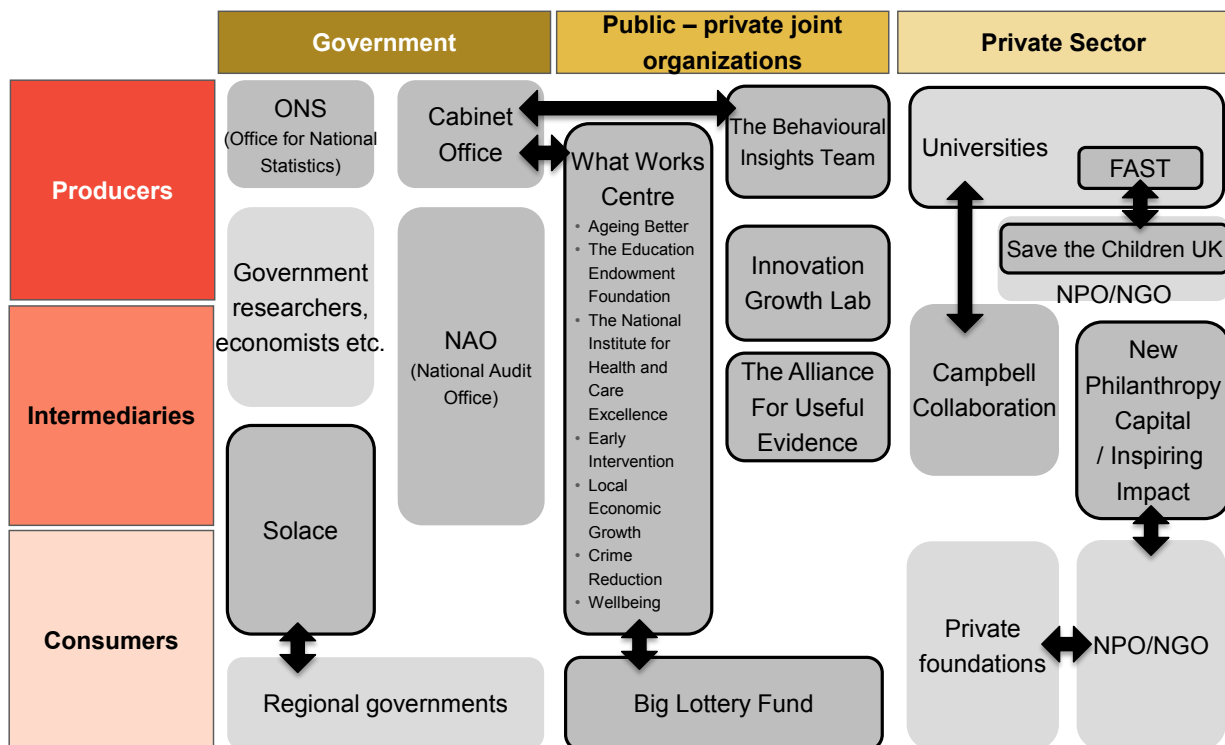 Government
Public – private joint
organizations
Private Sector
Producers
Intermediaries
Consumers
ONS
(Office for National
Statistics)
Cabinet
Office
Government
researchers,
economists etc.
NAO
(National Audit
Office)
Solace
Regional governments
What Works
Centre
• Ageing Better
• The Education
Endowment
Foundation
• The National
Institute for
Health and
Care
Excellence
• Early
Intervention
• Local
Economic
Growth
• Crime
Reduction
• Wellbeing
The Behavioural
Insights Team
Innovation
Growth Lab
The Alliance
For Useful
Evidence
Big Lottery Fund
Universities
FAST
Save the Children UK
NPO/NGO
Campbell
Collaboration
New
Philanthropy
Capital
/ Inspiring
Impact
Private
foundations
NPO/NGO